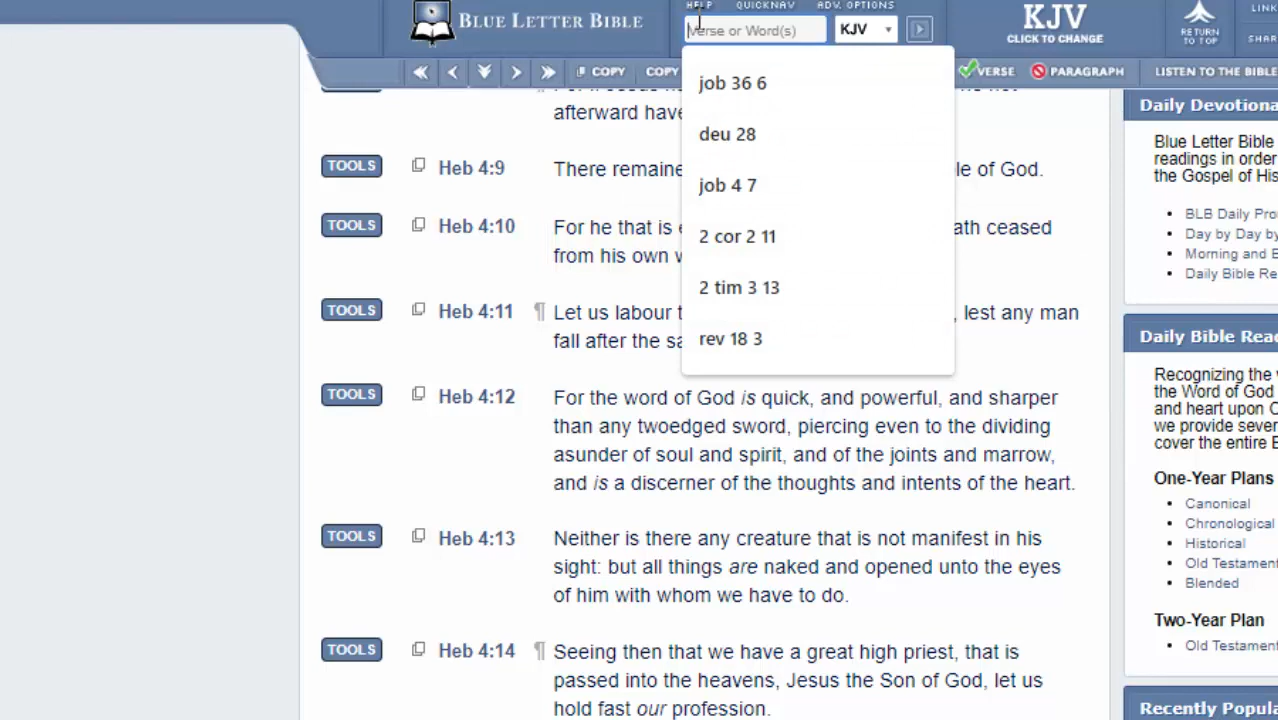 HELP QUICKNAV ADV. OPTIONS
BLUE LETTER BIBLE
Verse or Word(s) KJV
KJV
CLICK TO CHANGE
RETURN
TO TOP
LINK
SHAR
COPY COPY VERSE PARAGRAPH LISTEN TO THE BIBLE
job 36 6
deu 28
job 4 7
2 cor 2 11
2 tim 3 13
rev 18 3
afterward have
TOOLS Heb 4:9 There remaine le of God.
TOOLS Heb 4:10 For he that is e ath ceased
from his own w
TOOLS Heb 4:11 ¶ Let us labour t , lest any man
fall after the sa
TOOLS Heb 4:12 For the word of God is quick, and powerful, and sharper
than any twoedged sword, piercing even to the dividing
asunder of soul and spirit, and of the joints and marrow,
and is a discerner of the thoughts and intents of the heart.
TOOLS Heb 4:13 Neither is there any creature that is not manifest in his
sight: but all things are naked and opened unto the eyes
of him with whom we have to do.
TOOLS Heb 4:14 ¶ Seeing then that we have a great high priest, that is
passed into the heavens, Jesus the Son of God, let us
hold fast our profession.
Daily Devotiona
Blue Letter Bible
readings in order
the Gospel of His
• BLB Daily Pro
• Day by Day by
• Morning and E
• Daily Bible Re
Daily Bible Read
Recognizing the
the Word of God
and heart upon C
we provide sever
cover the entire B
One-Year Plans
• Canonical
• Chronological
• Historical
• Old Testament
• Blended
Two-Year Plan
• Old Testament
Recently Popula